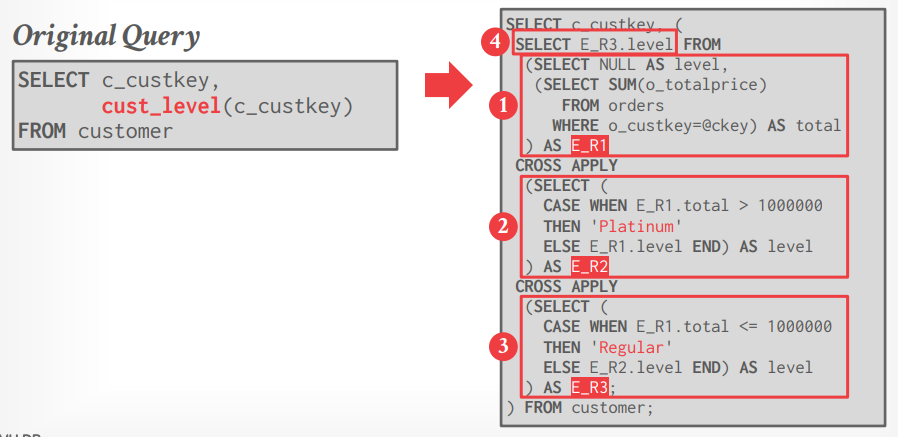 Original Query
SELECT c_custkey,
cust_level(c_custkey)
FROM customer
SELECT c_custkey, (
4 SELECT E_R3.level FROM
(SELECT NULL AS level,
(SELECT SUM(o_totalprice)
1 FROM orders
WHERE o_custkey=@ckey) AS total
) AS E_R1
CROSS APPLY
(SELECT (
CASE WHEN E_R1.total > 1000000
2 THEN 'Platinum'
ELSE E_R1.level END) AS level
) AS E_R2
CROSS APPLY
(SELECT (
CASE WHEN E_R1.total <= 1000000
3 THEN 'Regular'
ELSE E_R2.level END) AS level
) AS E_R3;
) FROM customer;